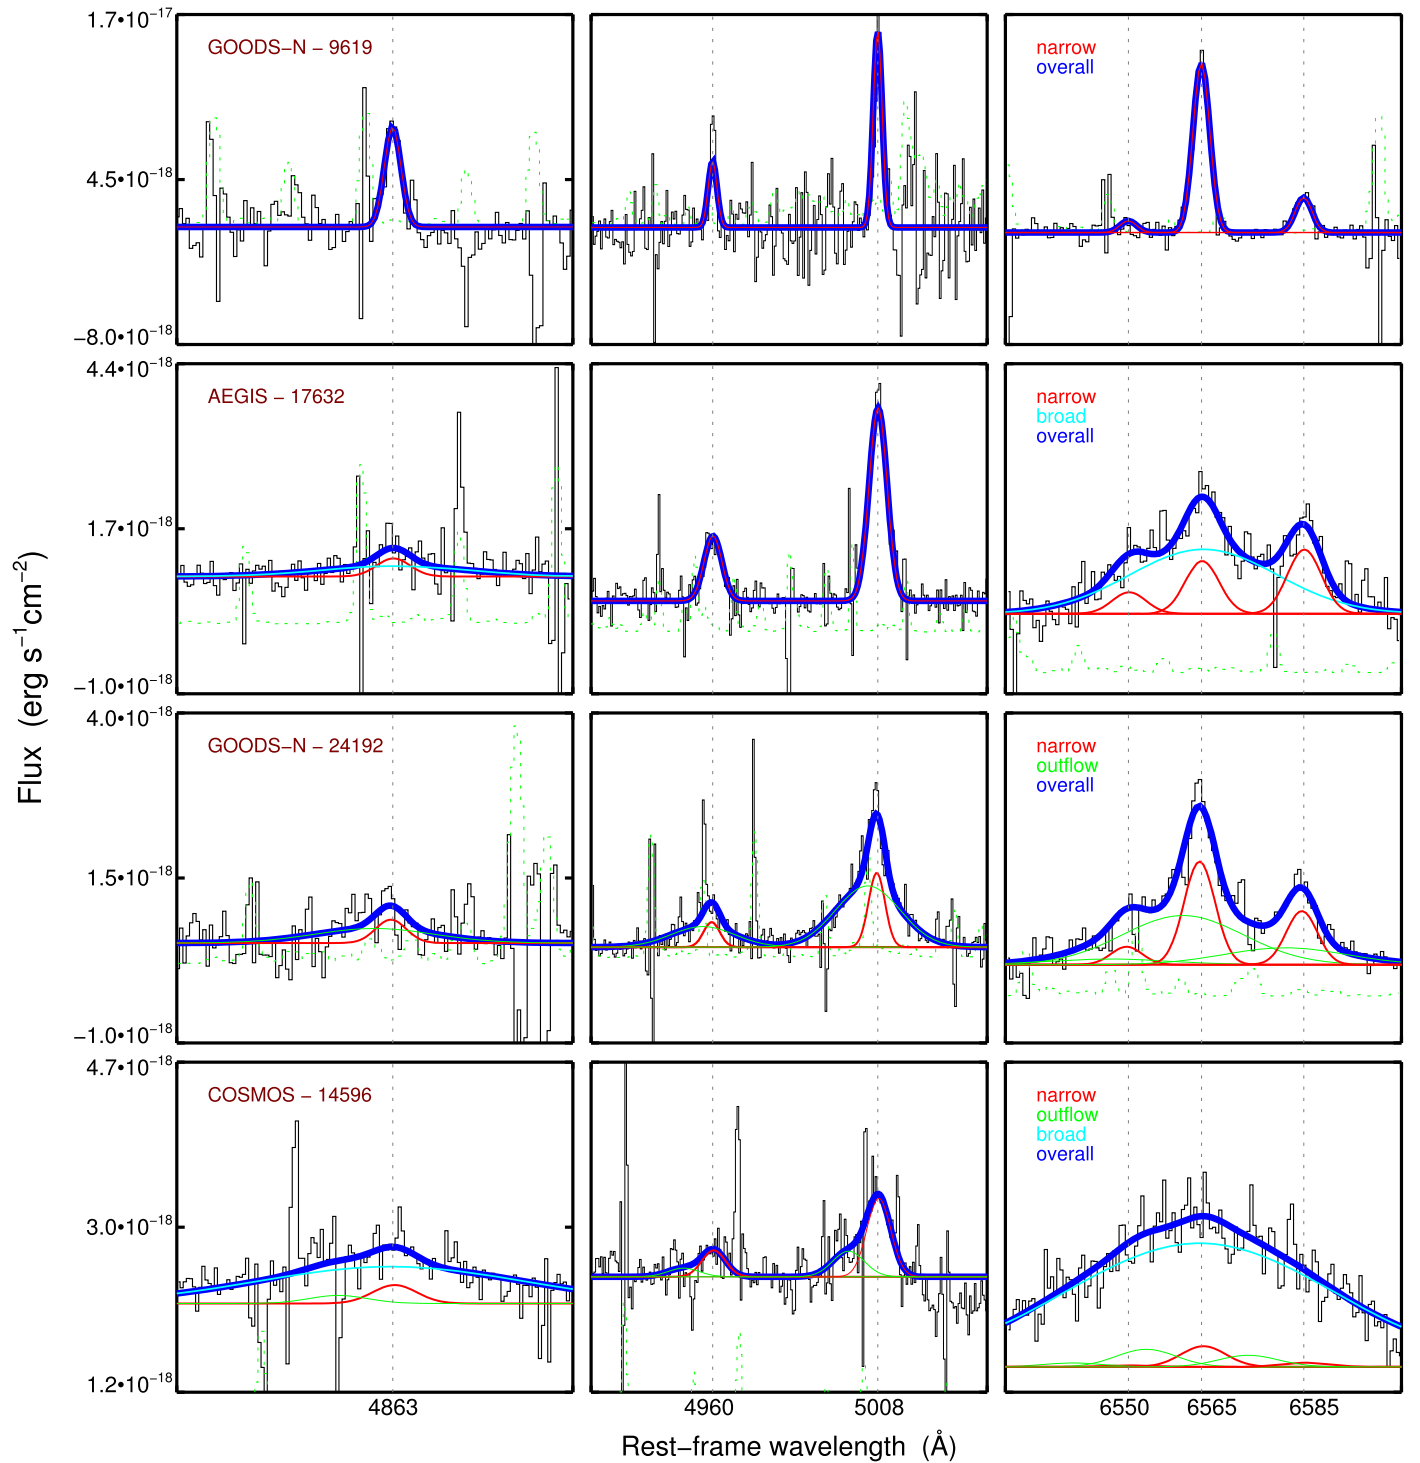 1.7•10⁻¹⁷
GOODS−N − 9619
narrow
overall
4.5•10⁻¹⁸
−8.0•10⁻¹⁸
4.4•10⁻¹⁸
AEGIS − 17632
narrow
broad
overall
1.7•10⁻¹⁸
−1.0•10⁻¹⁸
4.0•10⁻¹⁸
GOODS−N − 24192
narrow
outflow
overall
1.5•10⁻¹⁸
−1.0•10⁻¹⁸
4.7•10⁻¹⁸
COSMOS − 14596
narrow
outflow
broad
overall
3.0•10⁻¹⁸
1.2•10⁻¹⁸
Flux (erg s⁻¹cm⁻²)
4863
4960 5008
6550 6565 6585
Rest−frame wavelength (Å)